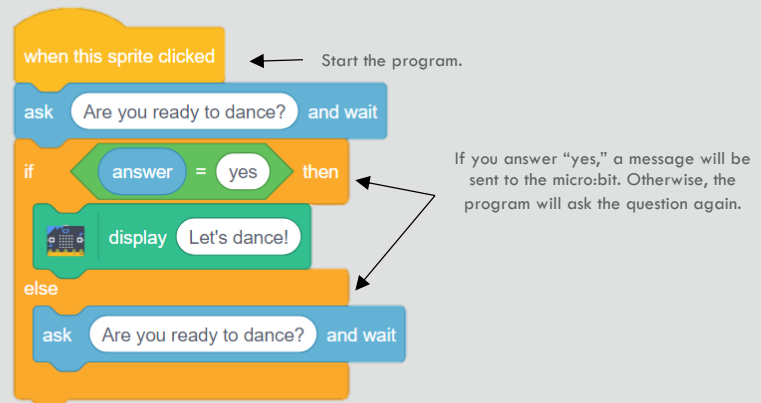 when this sprite clicked
Start the program.
ask Are you ready to dance? and wait
if answer = yes then
If you answer “yes,” a message will be
sent to the micro:bit. Otherwise, the
program will ask the question again.
display Let's dance!
else
ask Are you ready to dance? and wait